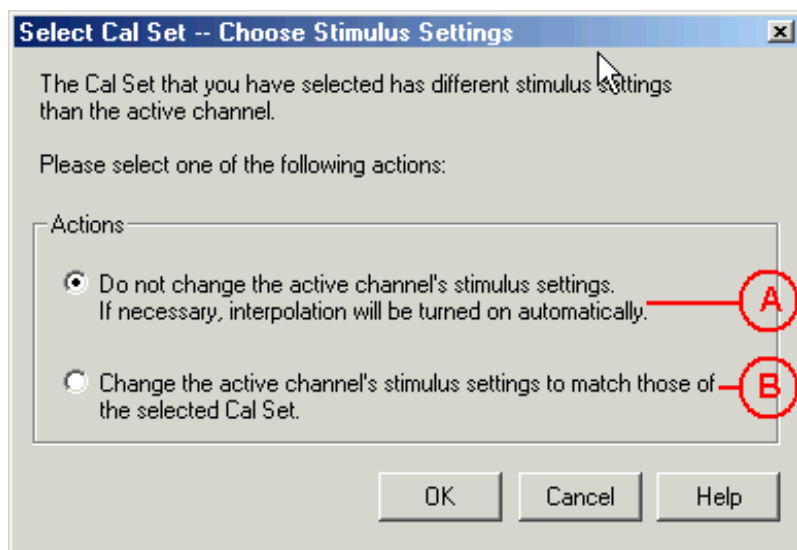 Select Cal Set -- Choose Stimulus Settings
The Cal Set that you have selected has different stimulus settings
than the active channel.
Please select one of the following actions:
Actions
Do not change the active channel's stimulus settings.
If necessary, interpolation will be turned on automatically.
A
Change the active channel's stimulus settings to match those of
the selected Cal Set.
B
OK Cancel Help